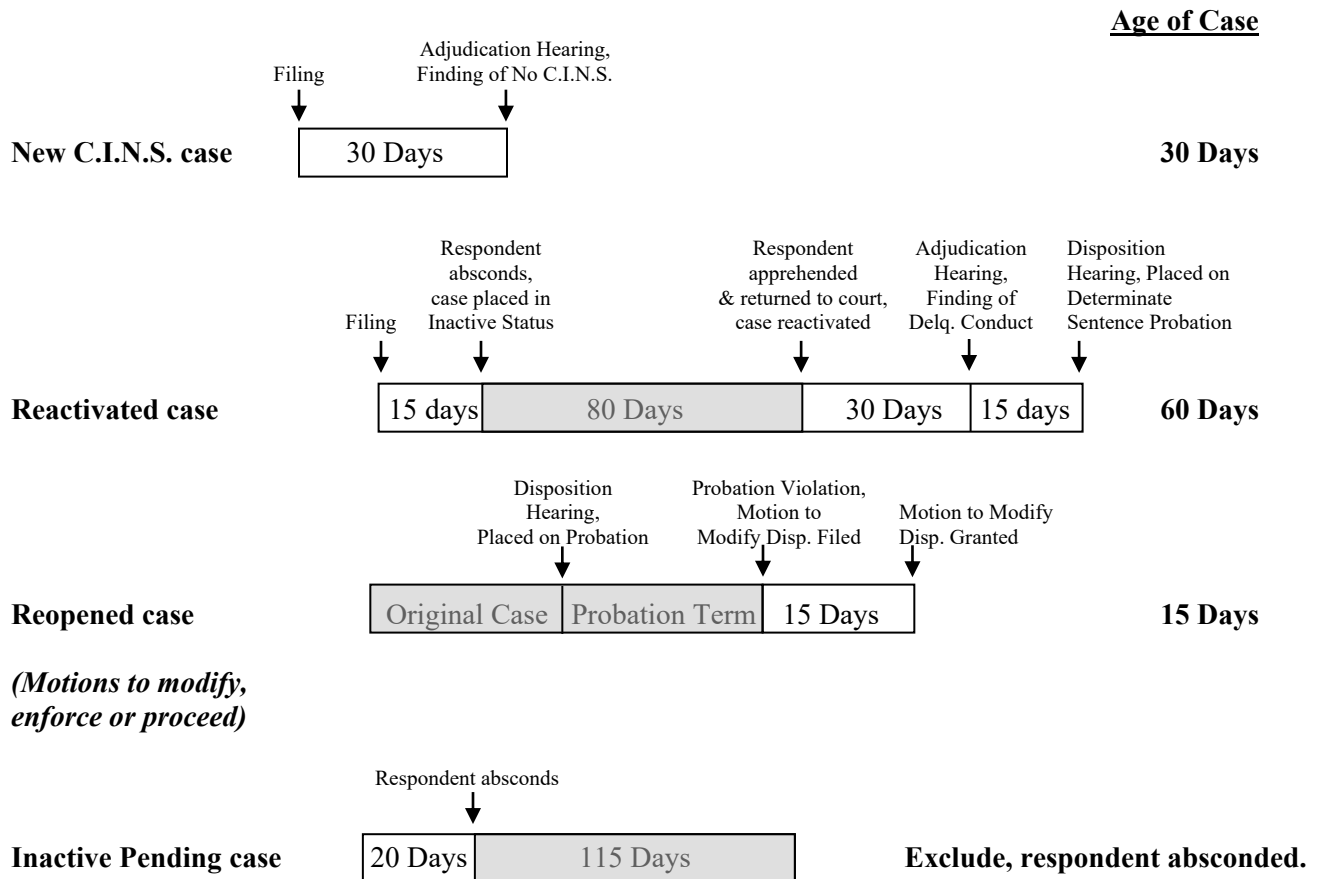 Age of Case
Adjudication Hearing,
Filing Finding of No C.I.N.S.
New C.I.N.S. case 30 Days 30 Days
Respondent
absconds,
case placed in
Inactive Status
Respondent
apprehended
& returned to court,
case reactivated
Adjudication
Hearing,
Finding of
Delq. Conduct
Disposition
Hearing, Placed on
Determinate
Sentence Probation
Filing
Reactivated case 15 days 80 Days 30 Days 15 days 60 Days
Disposition
Hearing,
Placed on Probation
Probation Violation,
Motion to
Modify Disp. Filed
Motion to Modify
Disp. Granted
Reopened case Original Case Probation Term 15 Days 15 Days
(Motions to modify,
enforce or proceed)
Respondent absconds
Inactive Pending case 20 Days 115 Days Exclude, respondent absconded.